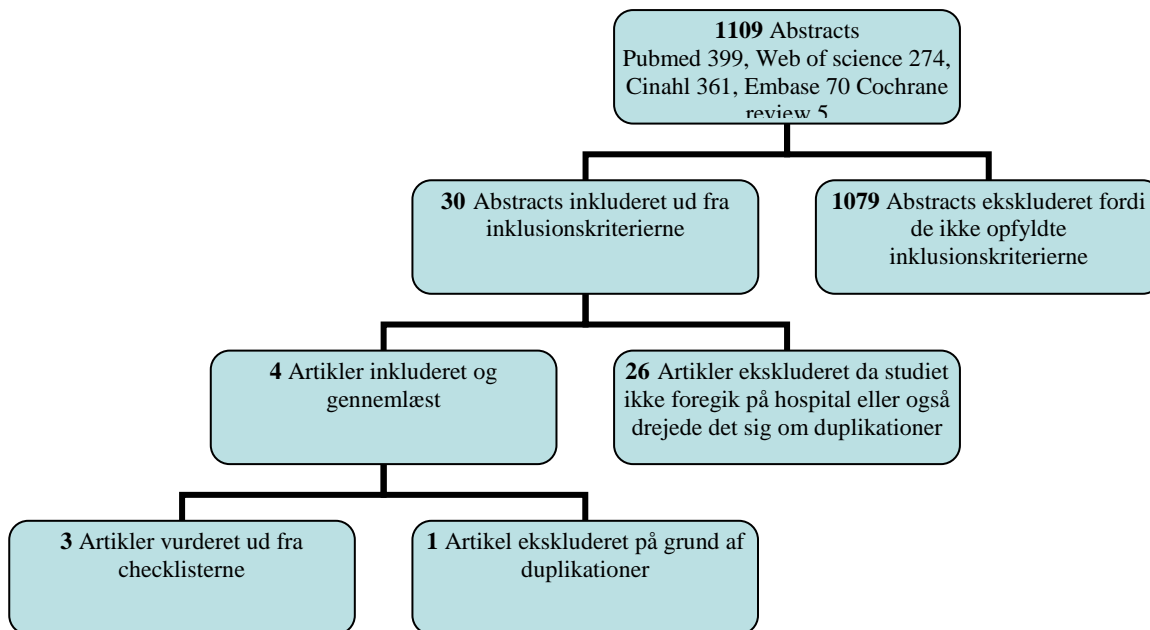 1109 Abstracts
Pubmed 399, Web of science 274,
Cinahl 361, Embase 70 Cochrane
review 5
30 Abstracts inkluderet ud fra
inklusionskriterierne
1079 Abstracts ekskluderet fordi
de ikke opfyldte
inklusionskriterierne
4 Artikler inkluderet og
gennemlæst
26 Artikler ekskluderet da studiet
ikke foregik på hospital eller også
drejede det sig om duplikationer
3 Artikler vurderet ud fra
checklisterne
1 Artikel ekskluderet på grund af
duplikationer